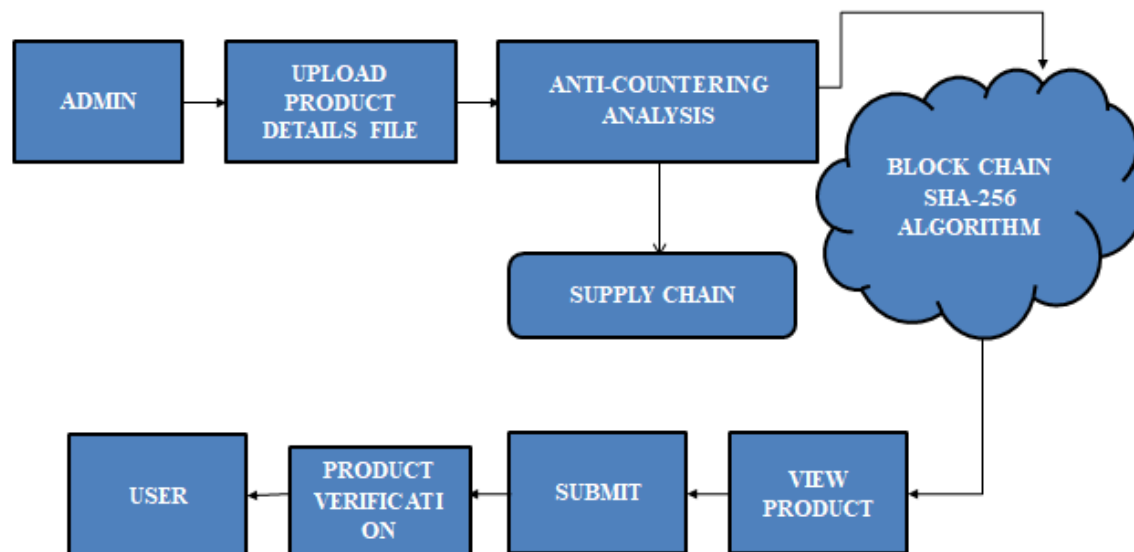 ADMIN
UPLOAD
PRODUCT
DETAILS FILE
ANTI-COUNTERING
ANALYSIS
BLOCK CHAIN
SHA-256
ALGORITHM
SUPPLY CHAIN
USER
PRODUCT
VERIFICATI
ON
SUBMIT
VIEW
PRODUCT